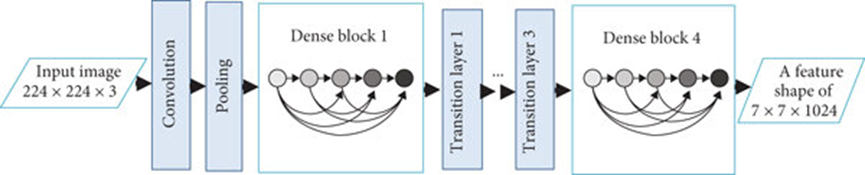 Input image
224 × 224 × 3
Convolution
Pooling
Dense block 1
Transition layer 1
...
Transition layer 3
Dense block 4
A feature
shape of
7 × 7 × 1024